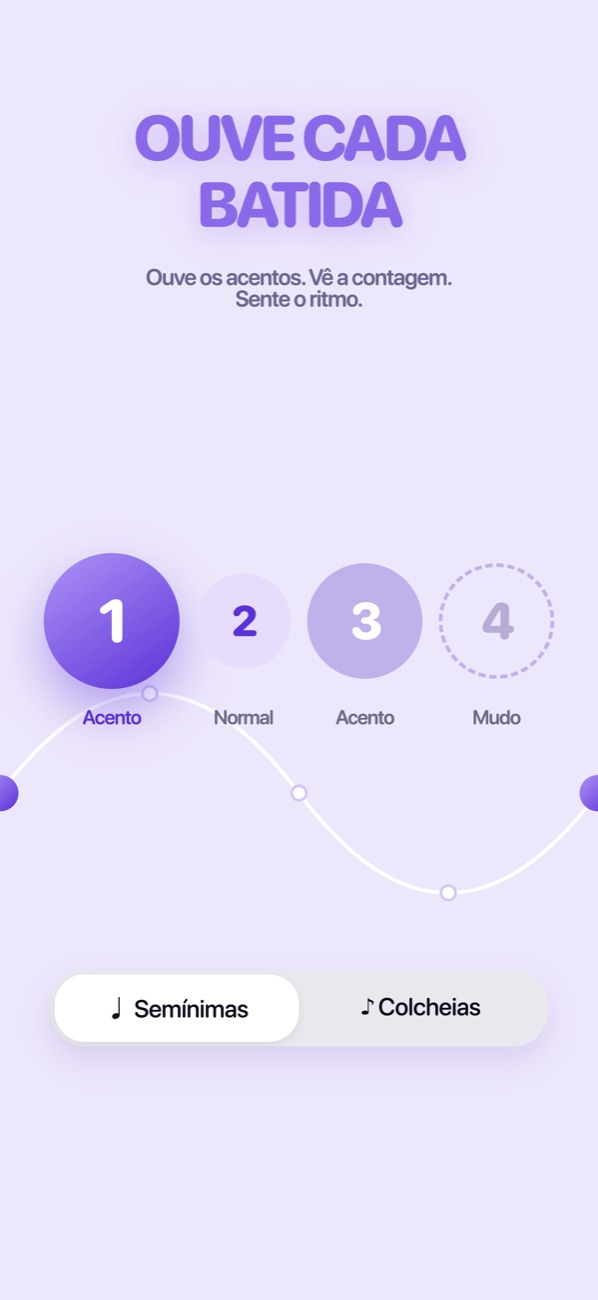 OUVE CADA
BATIDA
Ouve os acentos. Vê a contagem.
Sente o ritmo.
1 2 3 4
Acento Normal Acento Mudo
♩ Semínimas ♪ Colcheias